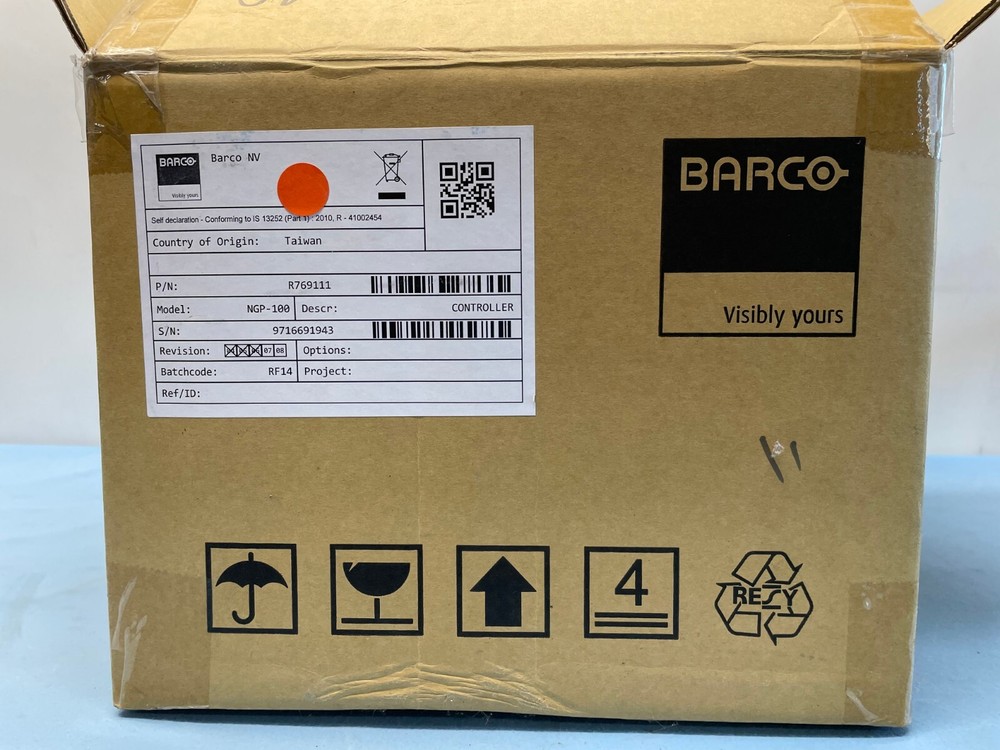 BARCO
Visibly yours
Barco NV
Self declaration - Conforming to IS 13252 (Part 1) : 2010, R - 41002454
Country of Origin: Taiwan
P/N: R769111
Model: NGP-100 Descr: CONTROLLER
S/N: 9716691943
Revision: 07 08 Options:
Batchcode: RF14 Project:
Ref/ID:
BARCO
Visibly yours
4
RESY